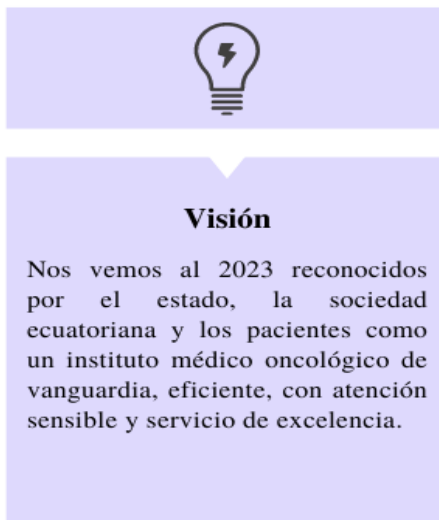 Visión
Nos vemos al 2023 reconocidos
por el estado, la sociedad
ecuatoriana y los pacientes como
un instituto médico oncológico de
vanguardia, eficiente, con atención
sensible y servicio de excelencia.